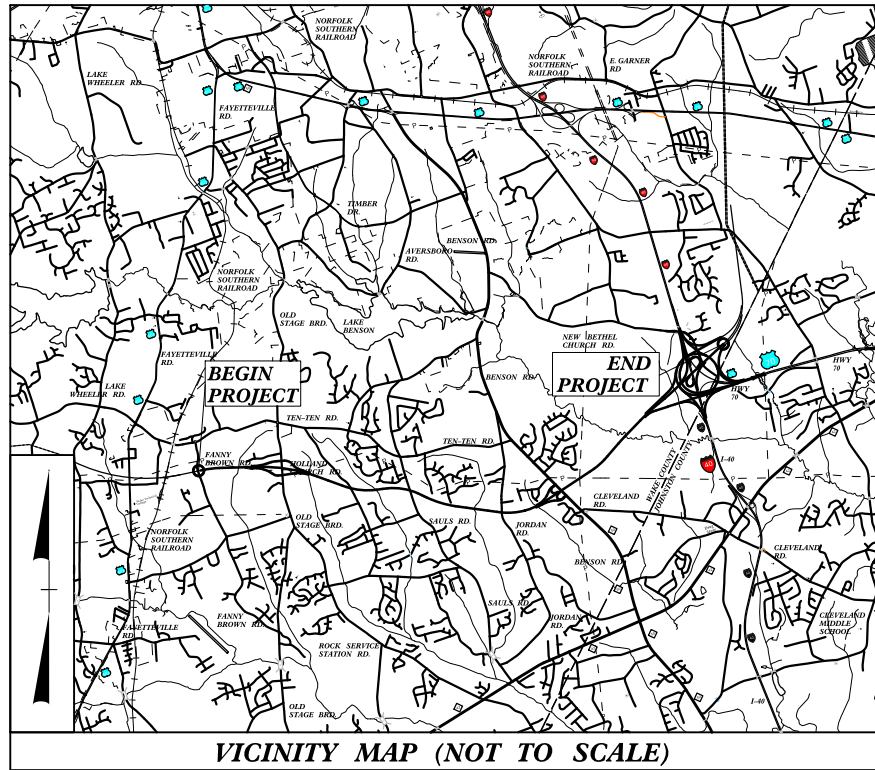 NORFOLK
SOUTHERN
RAILROAD
LAKE
WHEELER RD.
FAYETTEVILLE
RD.
NORFOLK
SOUTHERN
RAILROAD
E. GARNER
RD
TIMBER
DR.
BENSON RD.
AVERSBORO
RD.
NORFOLK
SOUTHERN
RAILROAD
OLD
STAGE BRD.
LAKE
BENSON
NEW BETHEL
CHURCH RD.
FAYETTEVILLE
RD.
LAKE
WHEELER RD.
BEGIN
PROJECT
BENSON RD.
END
PROJECT
70
HWY
70
HWY
70
TEN-TEN RD.
TEN-TEN RD.
FANNY
BROWN RD.
HOLLAND
CHURCH RD.
WAKE COUNTY
JOHNSTON COUNTY
40
I-40
CLEVELAND
RD.
OLD
STAGE BRD.
SAULS RD.
JORDAN
RD.
NORFOLK
SOUTHERN
RAILROAD
BENSON RD.
CLEVELAND
RD.
SAULS RD.
JORDAN
RD.
FAYETTEVILLE
RD.
FANNY
BROWN RD.
ROCK SERVICE
STATION RD.
CLEVELAND
MIDDLE
SCHOOL
OLD
STAGE BRD.
I-40
VICINITY MAP (NOT TO SCALE)